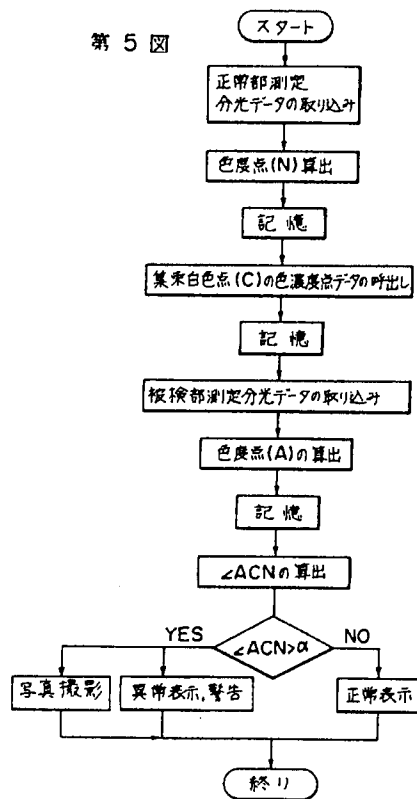 第5図
スタート
正常部測定
分光データの取り込み
色度点(N)算出
記憶
集束白色点(C)の色濃度点データの呼出し
記憶
被検部測定分光データの取り込み
色度点(A)の算出
記憶
∠ACNの算出
YES
∠ACN>α
NO
写真撮影
異常表示,警告
正常表示
終り